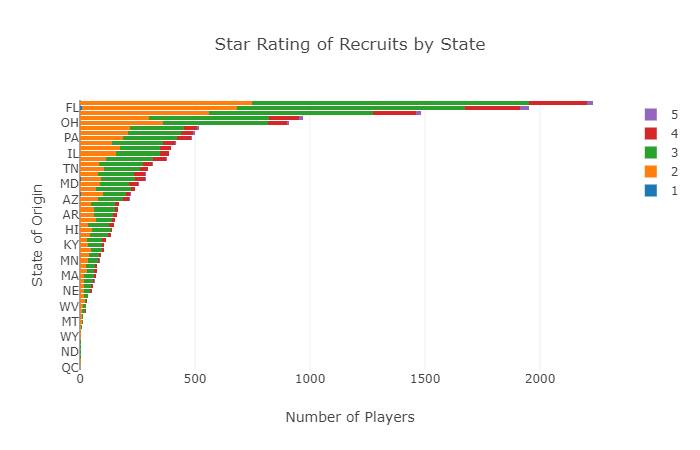 Star Rating of Recruits by State
FL
OH
PA
IL
TN
MD
AZ
AR
HI
KY
MN
MA
NE
WV
MT
WY
ND
QC
0
500
1000
1500
2000
Number of Players
State of Origin
5
4
3
2
1